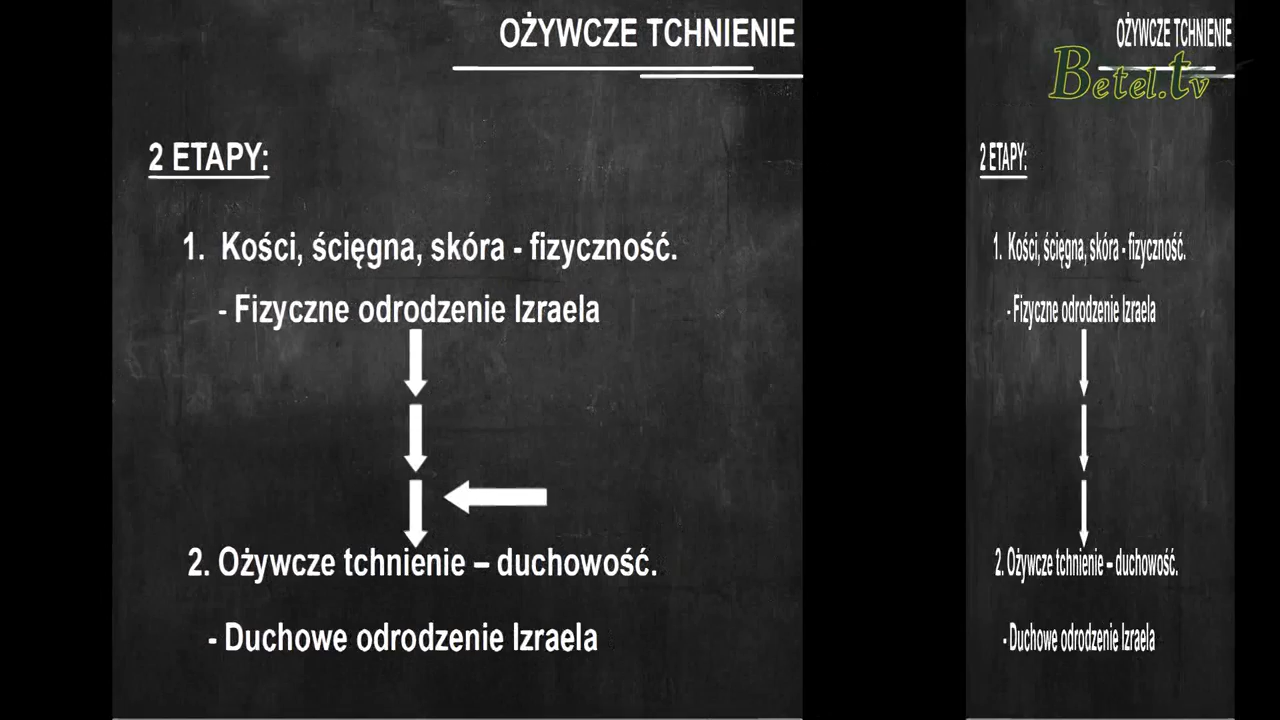 OŻYWCZE TCHNIENIE
2 ETAPY:
1. Kości, ścięgna, skóra - fizyczność.
- Fizyczne odrodzenie Izraela
2. Ożywcze tchnienie – duchowość.
- Duchowe odrodzenie Izraela
OŻYWCZE TCHNIENIE
Betel.tv
2 ETAPY:
1. Kości, ścięgna, skóra - fizyczność.
- Fizyczne odrodzenie Izraela
2. Ożywcze tchnienie – duchowość.
- Duchowe odrodzenie Izraela